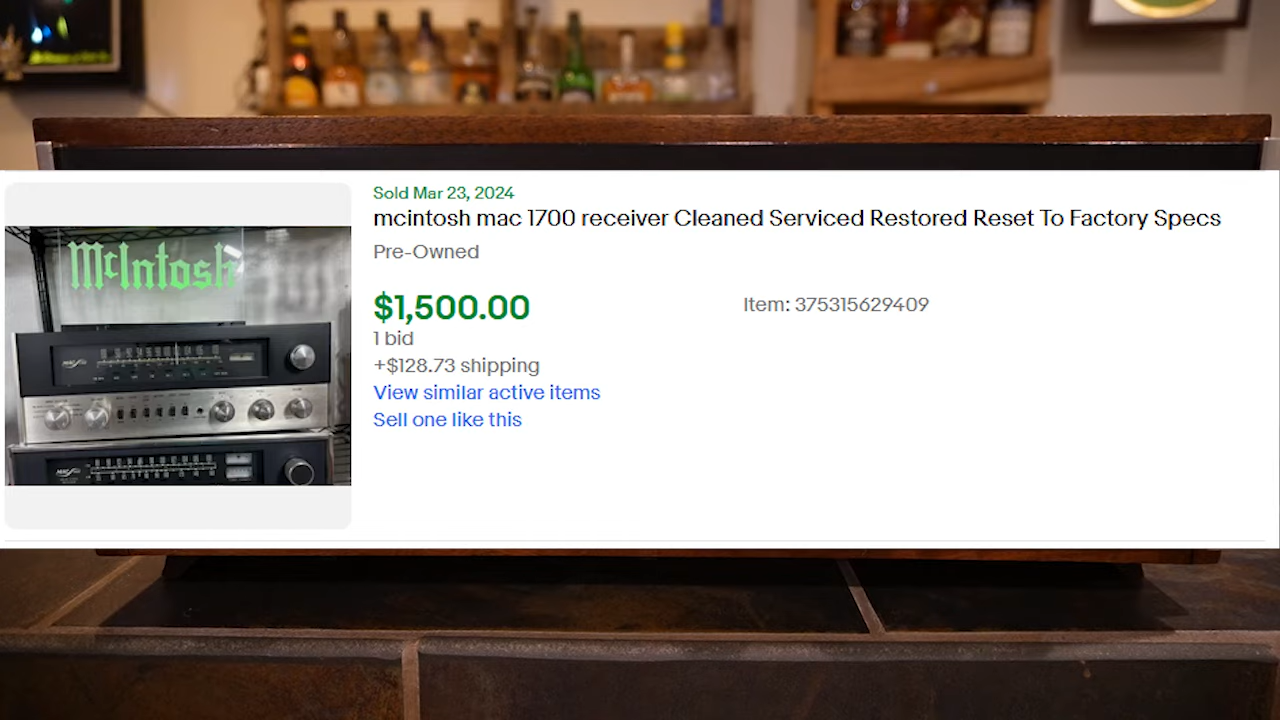 Sold Mar 23, 2024
mcintosh mac 1700 receiver Cleaned Serviced Restored Reset To Factory Specs
Pre-Owned
McIntosh
$1,500.00
Item: 375315629409
1 bid
+$128.73 shipping
View similar active items
Sell one like this